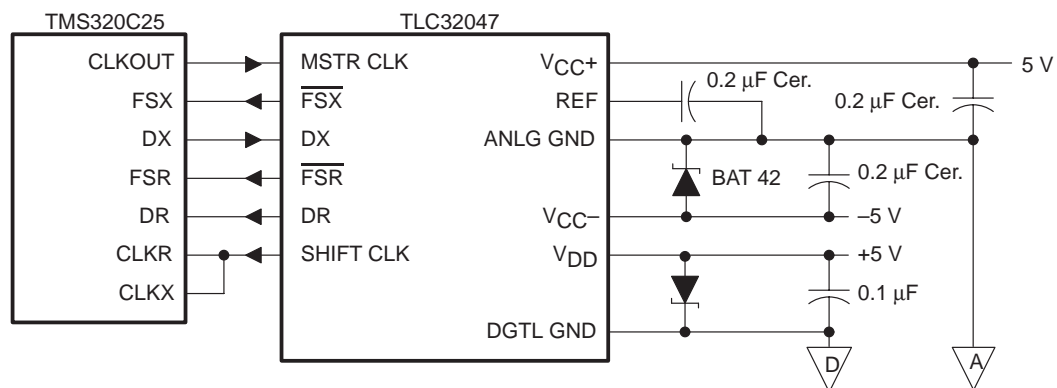 TMS320C25
TLC32047
CLKOUT
FSX
DX
FSR
DR
CLKR
CLKX
MSTR CLK
FSX
DX
FSR
DR
SHIFT CLK
VCC+
REF
ANLG GND
VCC–
VDD
DGTL GND
0.2 μF Cer.
5 V
0.2 μF Cer.
BAT 42
0.2 μF Cer.
–5 V
+5 V
0.1 μF
D
A